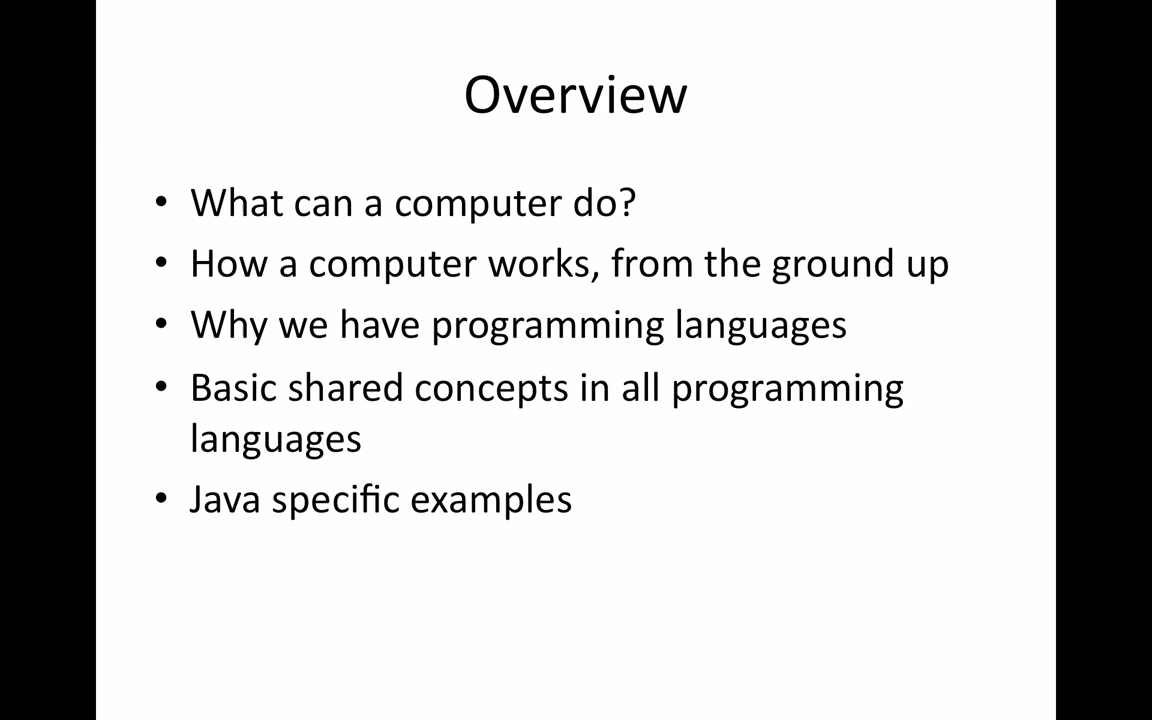 Overview
• What can a computer do?
• How a computer works, from the ground up
• Why we have programming languages
• Basic shared concepts in all programming
languages
• Java specific examples